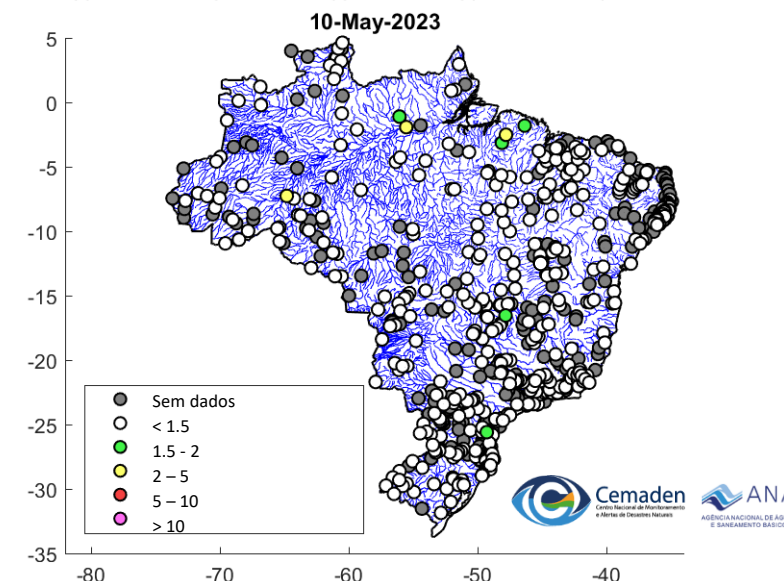 10-May-2023
5
0
-5
-10
-15
-20
-25
-30
-35
-80
-70
-60
-50
-40
Sem dados
< 1.5
1.5 - 2
2 – 5
5 – 10
> 10
Cemaden
Centro Nacional de Monitoramento
e Alertas de Desastres Naturais
ANA
AGÊNCIA NACIONAL DE ÁG
E SANEAMENTO BÁSICO